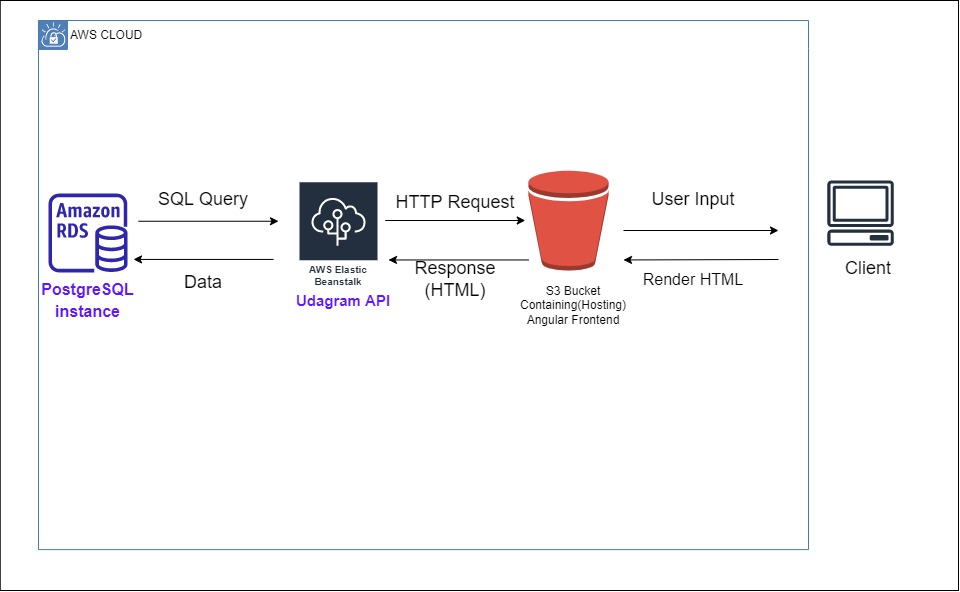 AWS CLOUD
Amazon
RDS
PostgreSQL
instance
SQL Query
Data
AWS Elastic
Beanstalk
Udagram API
HTTP Request
Response
(HTML)
S3 Bucket
Containing(Hosting)
Angular Frontend
User Input
Render HTML
Client